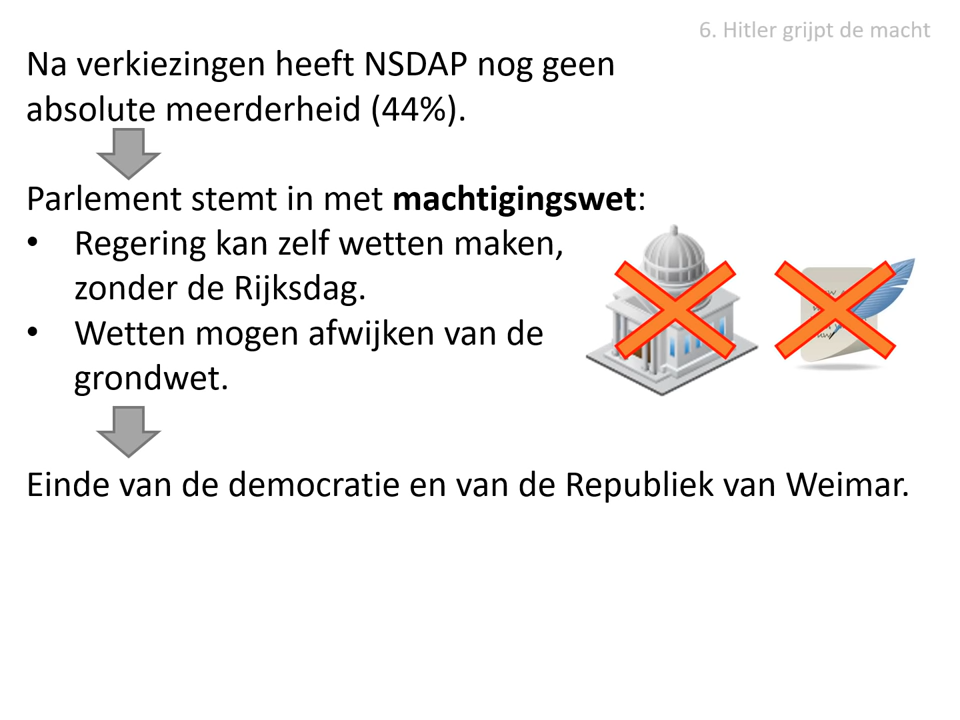 6. Hitler grijpt de macht
Na verkiezingen heeft NSDAP nog geen
absolute meerderheid (44%).
Parlement stemt in met machtigingswet:
• Regering kan zelf wetten maken,
zonder de Rijksdag.
• Wetten mogen afwijken van de
grondwet.
Einde van de democratie en van de Republiek van Weimar.